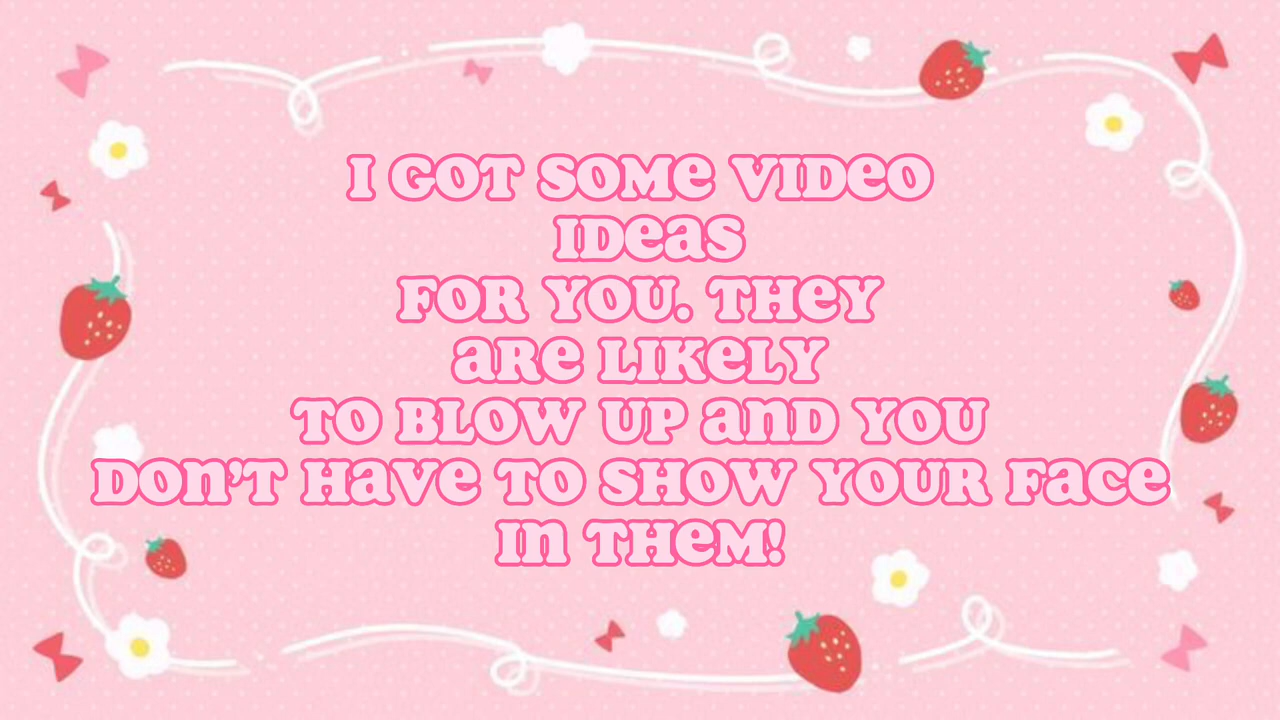 I GOT SOME VIDEO
IDEAS
FOR YOU. THEY
ARE LIKELY
TO BLOW UP AND YOU
DON'T HAVE TO SHOW YOUR FACE
IN THEM!